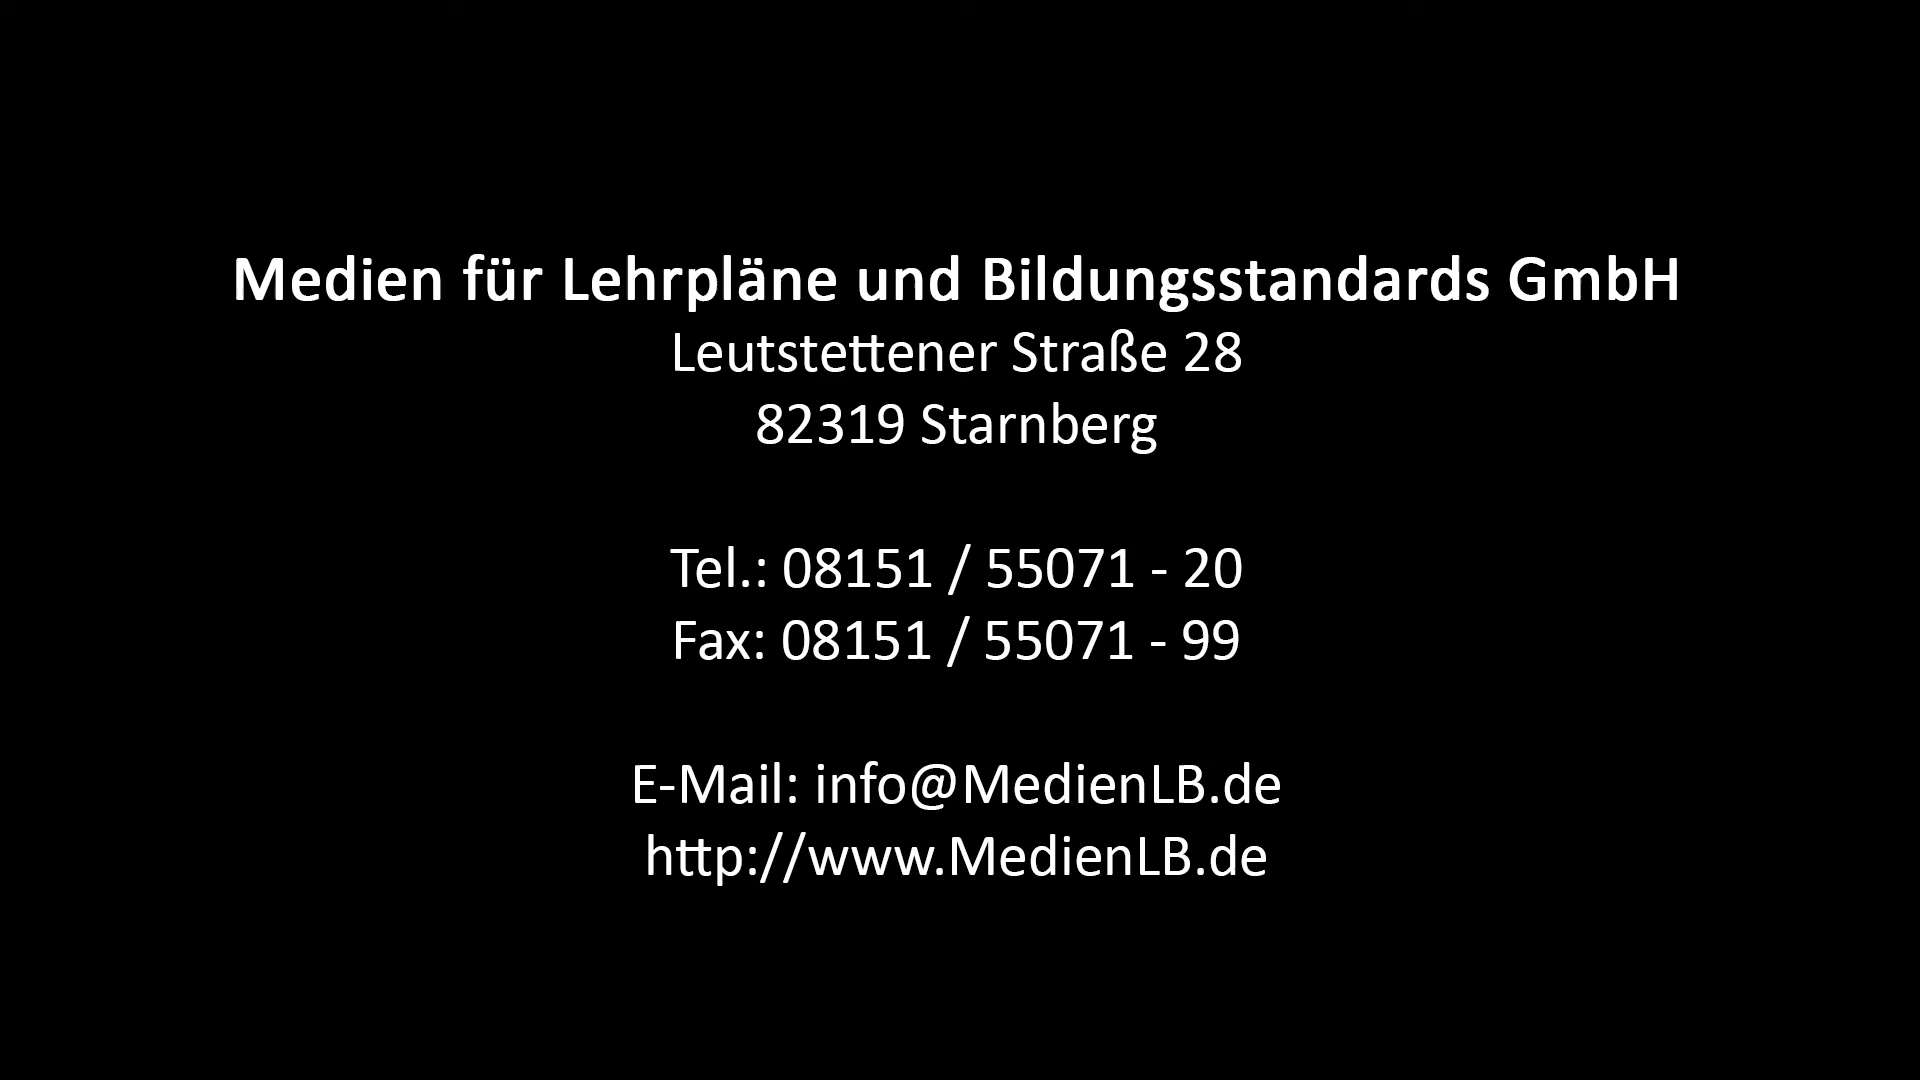 Medien für Lehrpläne und Bildungsstandards GmbH
Leutstettener Straße 28
82319 Starnberg
Tel.: 08151 / 55071 - 20
Fax: 08151 / 55071 - 99
E-Mail: info@MedienLB.de
http://www.MedienLB.de